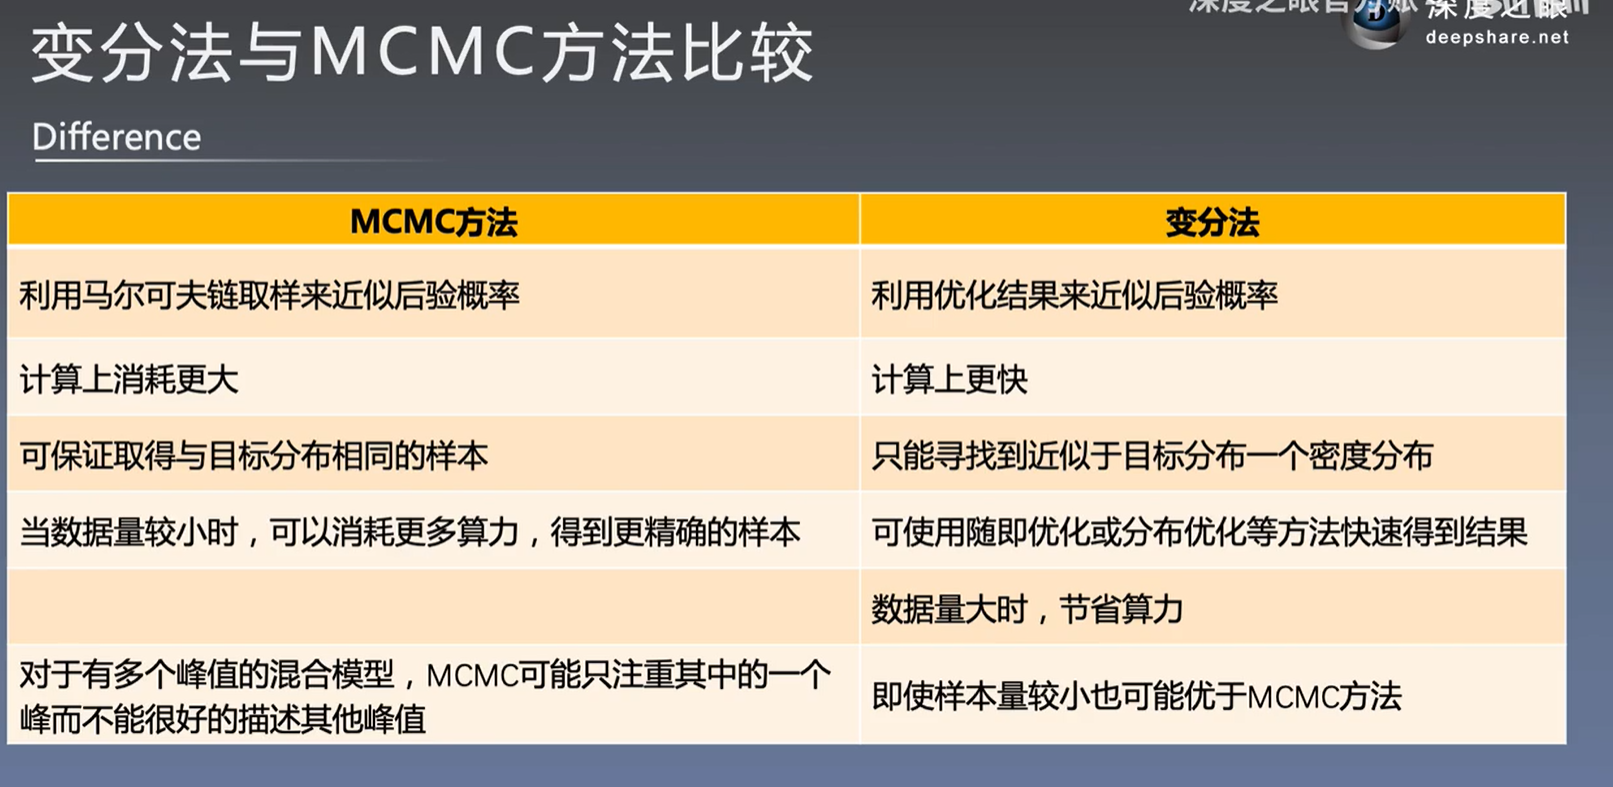 深度之眼官方账
深度之眼
deepshare.net
变分法与MCMC方法比较
Difference
MCMC方法
变分法
利用马尔可夫链取样来近似后验概率
利用优化结果来近似后验概率
计算上消耗更大
计算上更快
可保证取得与目标分布相同的样本
只能寻找到近似于目标分布一个密度分布
当数据量较小时，可以消耗更多算力，得到更精确的样本
可使用随即优化或分布优化等方法快速得到结果
数据量大时，节省算力
对于有多个峰值的混合模型，MCMC可能只注重其中的一个
峰而不能很好的描述其他峰值
即使样本量较小也可能优于MCMC方法